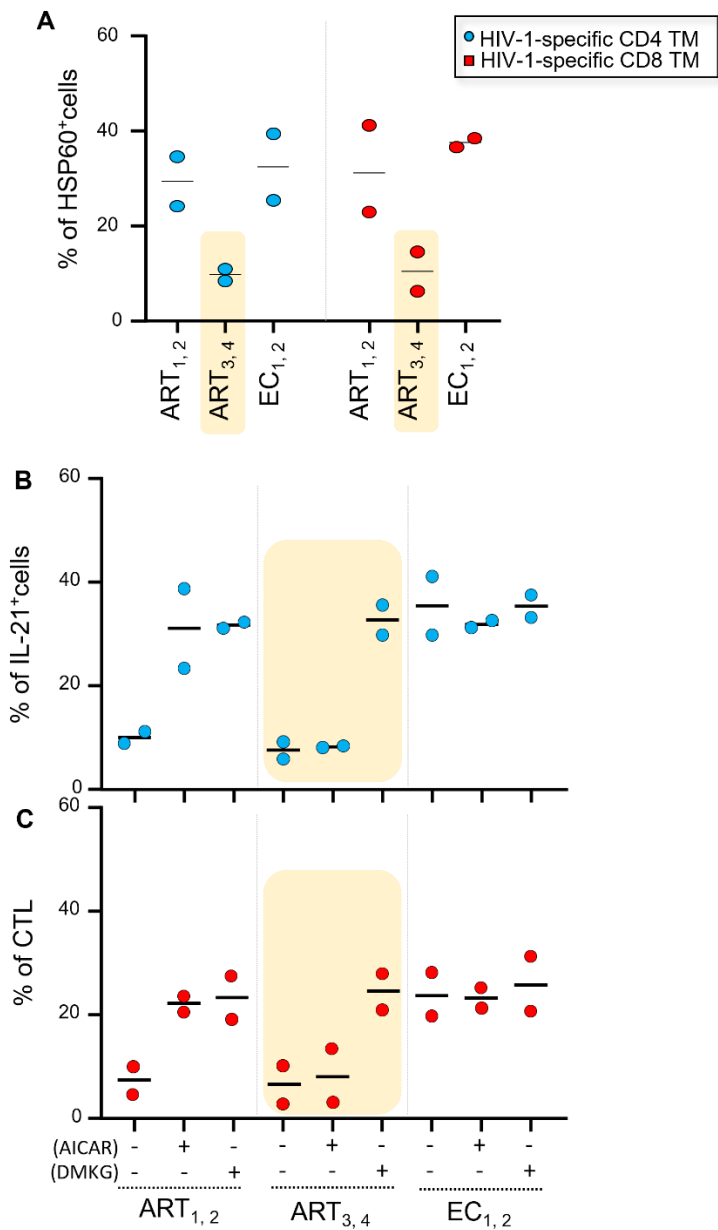 A
HIV-1-specific CD4 TM
HIV-1-specific CD8 TM
% of HSP60+cells
60
40
20
0
ART1, 2
ART3, 4
EC1, 2
ART1, 2
ART3, 4
EC1, 2
B
% of IL-21+cells
60
40
20
0
C
% of CTL
60
40
20
0
(AICAR) - + - - + - - + -
(DMKG) - - + - - + - - +
ART1, 2 ART3, 4 EC1, 2